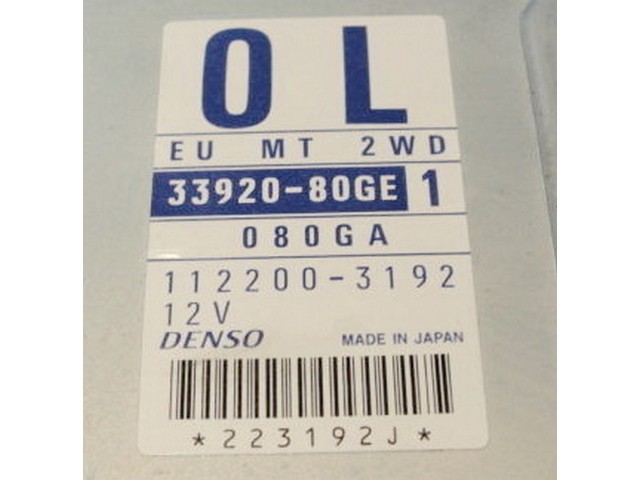 0 L
EU MT 2WD
33920-80GE 1
080GA
112200-3192
12V
DENSO MADE IN JAPAN
*223192J*